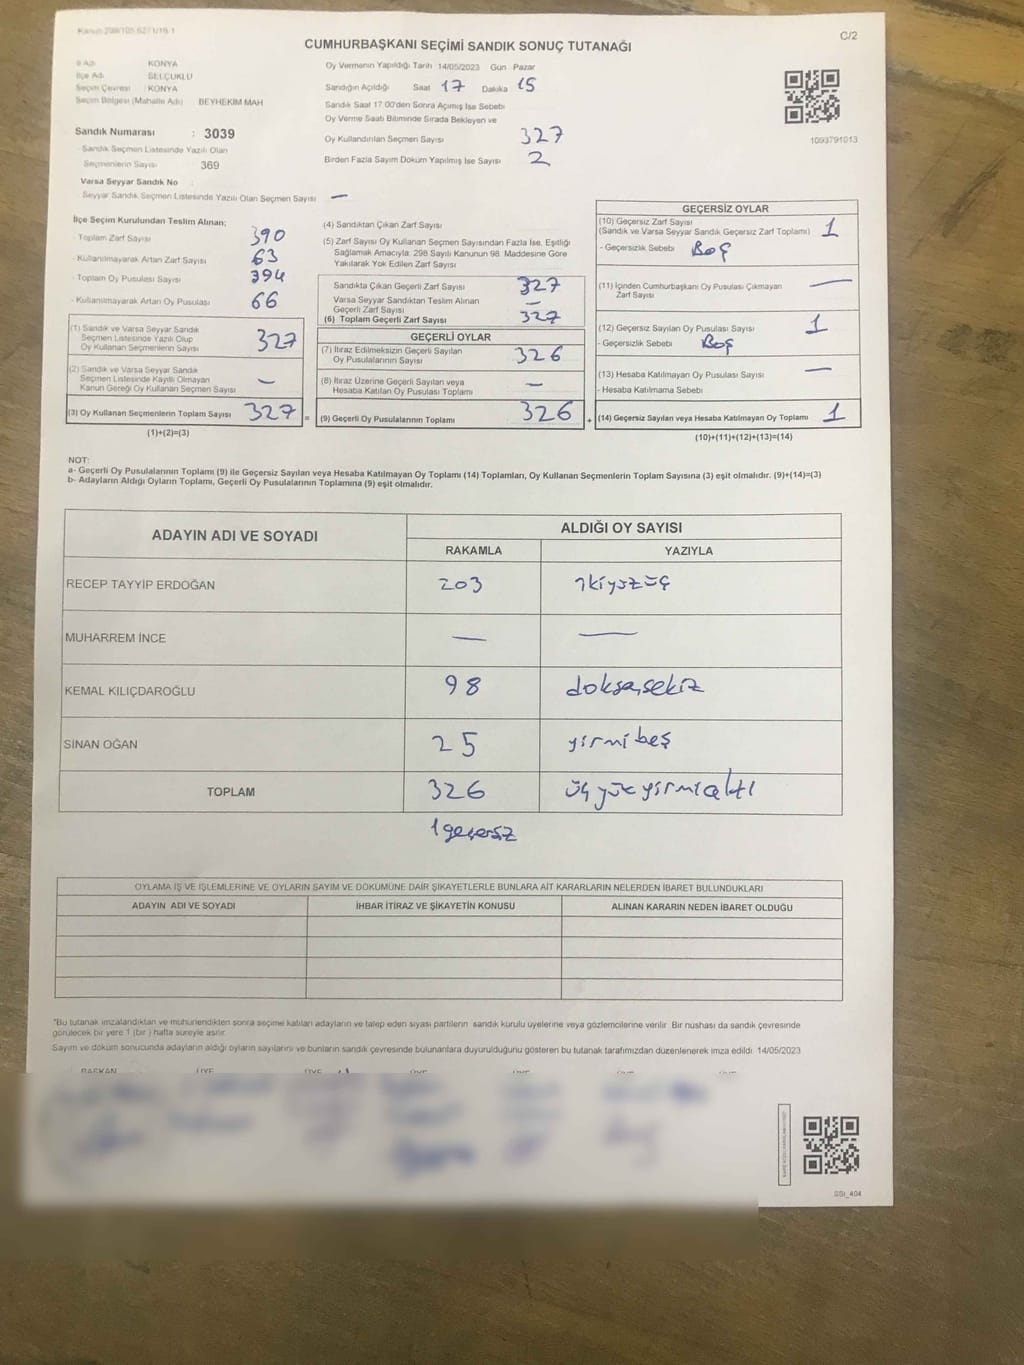 Kanun 298/105,6271/16-1
C/2
CUMHURBAŞKANI SEÇİMİ SANDIK SONUÇ TUTANAĞI
İl Adı KONYA
İlçe Adı SELÇUKLU
Seçim Çevresi : KONYA
Seçim Bölgesi (Mahalle Adı) BEYHEKİM MAH
Sandık Numarası : 3039
- Sandık Seçmen Listesinde Yazılı Olan
Seçmenlerin Sayısı 369
Varsa Seyyar Sandık No
- Seyyar Sandık Seçmen Listesinde Yazılı Olan Seçmen Sayısı —
Oy Vermenin Yapıldığı Tarih 14/05/2023 Gün Pazar
Sandığın Açıldığı Saat 17 Dakika 15
Sandık Saat 17.00'den Sonra Açılmış İse Sebebi
Oy Verme Saati Bitiminde Sırada Bekleyen ve
Oy Kullandırılan Seçmen Sayısı 327
Birden Fazla Sayım Döküm Yapılmış İse Sayısı 2
1093791013
İlçe Seçim Kurulundan Teslim Alınan;
- Toplam Zarf Sayısı 390
- Kullanılmayarak Artan Zarf Sayısı 63
- Toplam Oy Pusulası Sayısı 394
- Kullanılmayarak Artan Oy Pusulası 66
(1) Sandık ve Varsa Seyyar Sandık
Seçmen Listesinde Yazılı Olup
Oy Kullanan Seçmenlerin Sayısı 327
(2) Sandık ve Varsa Seyyar Sandık
Seçmen Listesinde Kayıtlı Olmayan
Kanun Gereği Oy Kullanan Seçmen Sayısı —
(3) Oy Kullanan Seçmenlerin Toplam Sayısı 327 =
(1)+(2)=(3)
(4) Sandıktan Çıkan Zarf Sayısı
(5) Zarf Sayısı Oy Kullanan Seçmen Sayısından Fazla İse, Eşitliği
Sağlamak Amacıyla; 298 Sayılı Kanunun 98. Maddesine Göre
Yakılarak Yok Edilen Zarf Sayısı
Sandıkta Çıkan Geçerli Zarf Sayısı 327
Varsa Seyyar Sandıktan Teslim Alınan
Geçerli Zarf Sayısı —
(6) Toplam Geçerli Zarf Sayısı 327
GEÇERLİ OYLAR
(7) İtiraz Edilmeksizin Geçerli Sayılan
Oy Pusulalarının Sayısı 326
(8) İtiraz Üzerine Geçerli Sayılan veya
Hesaba Katılan Oy Pusulası Toplamı —
(9) Geçerli Oy Pusulalarının Toplamı 326 +
GEÇERSİZ OYLAR
(10) Geçersiz Zarf Sayısı
(Sandık ve Varsa Seyyar Sandık Geçersiz Zarf Toplamı) 1
- Geçersizlik Sebebi Boş
(11) İçinden Cumhurbaşkanı Oy Pusulası Çıkmayan
Zarf Sayısı —
(12) Geçersiz Sayılan Oy Pusulası Sayısı 1
- Geçersizlik Sebebi Boş
(13) Hesaba Katılmayan Oy Pusulası Sayısı —
- Hesaba Katılmama Sebebi
(14) Geçersiz Sayılan veya Hesaba Katılmayan Oy Toplamı 1
(10)+(11)+(12)+(13)=(14)
NOT:
a- Geçerli Oy Pusulalarının Toplamı (9) ile Geçersiz Sayılan veya Hesaba Katılmayan Oy Toplamı (14) Toplamları, Oy Kullanan Seçmenlerin Toplam Sayısına (3) eşit olmalıdır. (9)+(14)=(3)
b- Adayların Aldığı Oyların Toplamı, Geçerli Oy Pusulalarının Toplamına (9) eşit olmalıdır.
ADAYIN ADI VE SOYADI ALDIĞI OY SAYISI
RAKAMLA YAZIYLA
RECEP TAYYİP ERDOĞAN 203 ikiyüzüç
MUHARREM İNCE — —
KEMAL KILIÇDAROĞLU 98 doksansekiz
SİNAN OĞAN 25 yirmi beş
TOPLAM 326 üç yüz yirmi altı
1 geçersiz
OYLAMA İŞ VE İŞLEMLERİNE VE OYLARIN SAYIM VE DÖKÜMÜNE DAİR ŞİKAYETLERLE BUNLARA AİT KARARLARIN NELERDEN İBARET BULUNDUKLARI
ADAYIN ADI VE SOYADI İHBAR İTİRAZ VE ŞİKAYETİN KONUSU ALINAN KARARIN NEDEN İBARET OLDUĞU
"Bu tutanak imzalandıktan ve mühürlendikten sonra seçime katılan adayların ve talep eden siyasi partilerin sandık kurulu üyelerine veya gözlemcilerine verilir. Bir nüshası da sandık çevresinde
görülecek bir yere 1 (bir ) hafta süreyle asılır.
Sayım ve döküm sonucunda adayların aldığı oyların sayılarını ve bunların sandık çevresinde bulunanlara duyurulduğunu gösteren bu tutanak tarafımızdan düzenlenerek imza edildi. 14/05/2023
BAŞKAN ÜYE ÜYE ÜYE ÜYE ÜYE
SSI_404